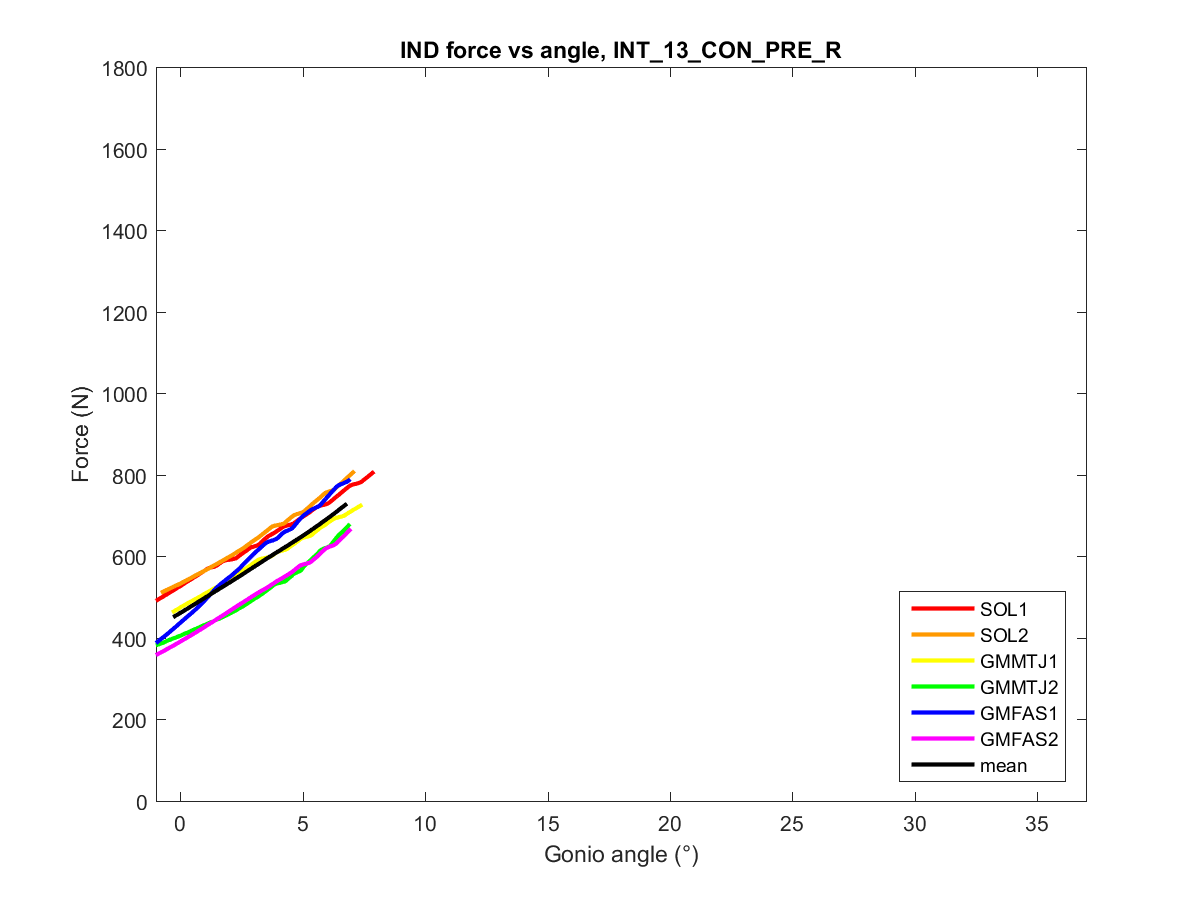 IND force vs angle, INT_13_CON_PRE_R
1800
1600
1400
1200
1000
800
600
400
200
0
Force (N)
0 5 10 15 20 25 30 35
Gonio angle (°)
SOL1
SOL2
GMMTJ1
GMMTJ2
GMFAS1
GMFAS2
mean